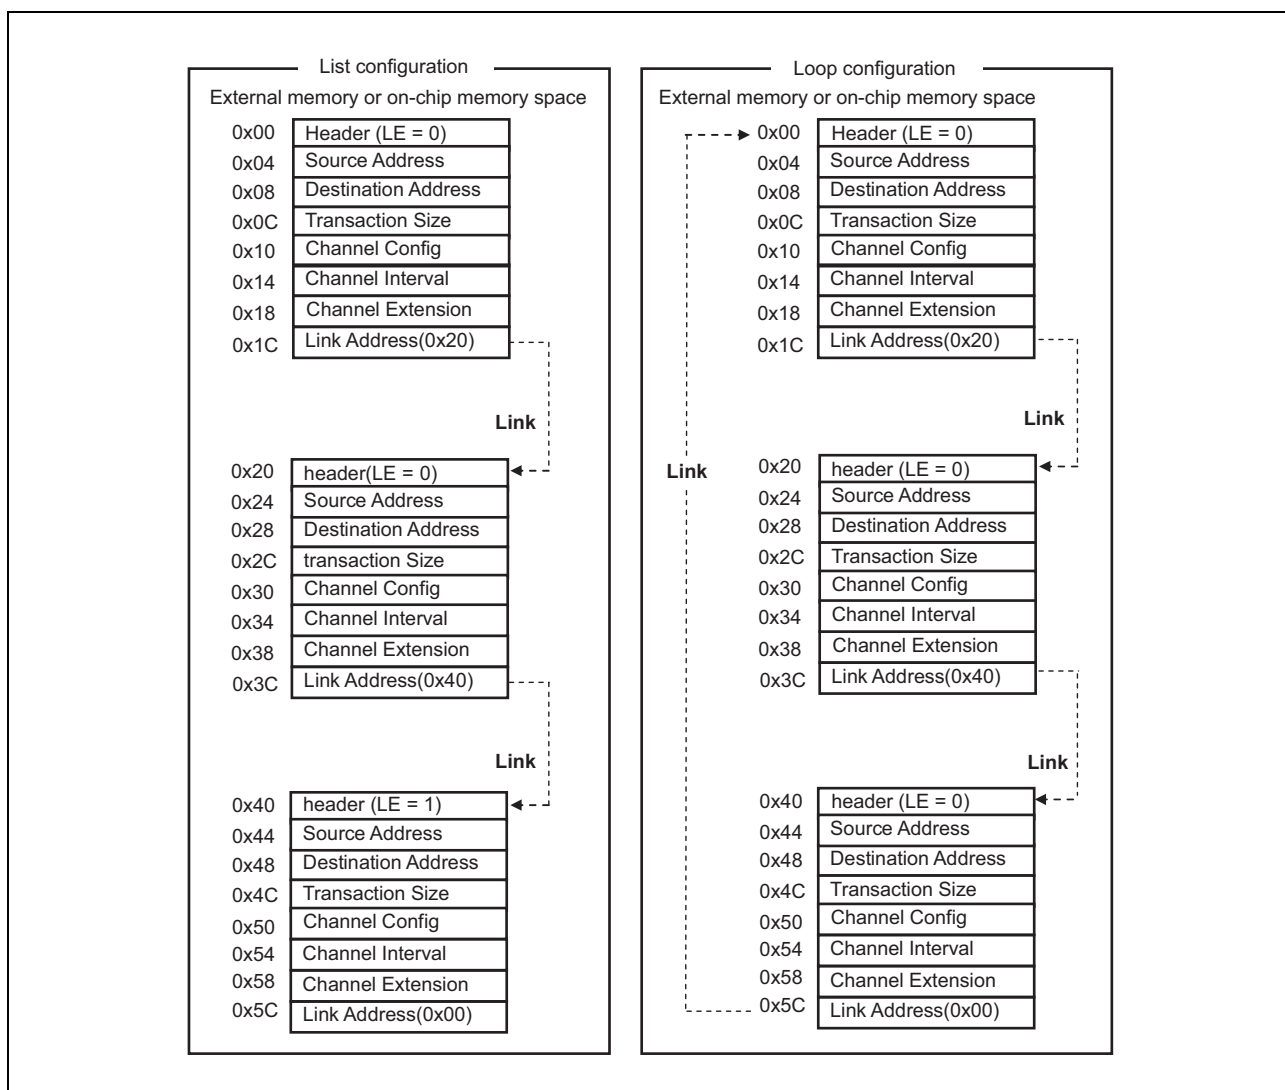 List configuration
External memory or on-chip memory space
0x00 Header (LE = 0)
0x04 Source Address
0x08 Destination Address
0x0C Transaction Size
0x10 Channel Config
0x14 Channel Interval
0x18 Channel Extension
0x1C Link Address(0x20)
Link
0x20 header(LE = 0)
0x24 Source Address
0x28 Destination Address
0x2C transaction Size
0x30 Channel Config
0x34 Channel Interval
0x38 Channel Extension
0x3C Link Address(0x40)
Link
0x40 header (LE = 1)
0x44 Source Address
0x48 Destination Address
0x4C Transaction Size
0x50 Channel Config
0x54 Channel Interval
0x58 Channel Extension
0x5C Link Address(0x00)
Loop configuration
External memory or on-chip memory space
0x00 Header (LE = 0)
0x04 Source Address
0x08 Destination Address
0x0C Transaction Size
0x10 Channel Config
0x14 Channel Interval
0x18 Channel Extension
0x1C Link Address(0x20)
Link
Link
0x20 header (LE = 0)
0x24 Source Address
0x28 Destination Address
0x2C Transaction Size
0x30 Channel Config
0x34 Channel Interval
0x38 Channel Extension
0x3C Link Address(0x40)
Link
0x40 header (LE = 0)
0x44 Source Address
0x48 Destination Address
0x4C Transaction Size
0x50 Channel Config
0x54 Channel Interval
0x58 Channel Extension
0x5C Link Address(0x00)